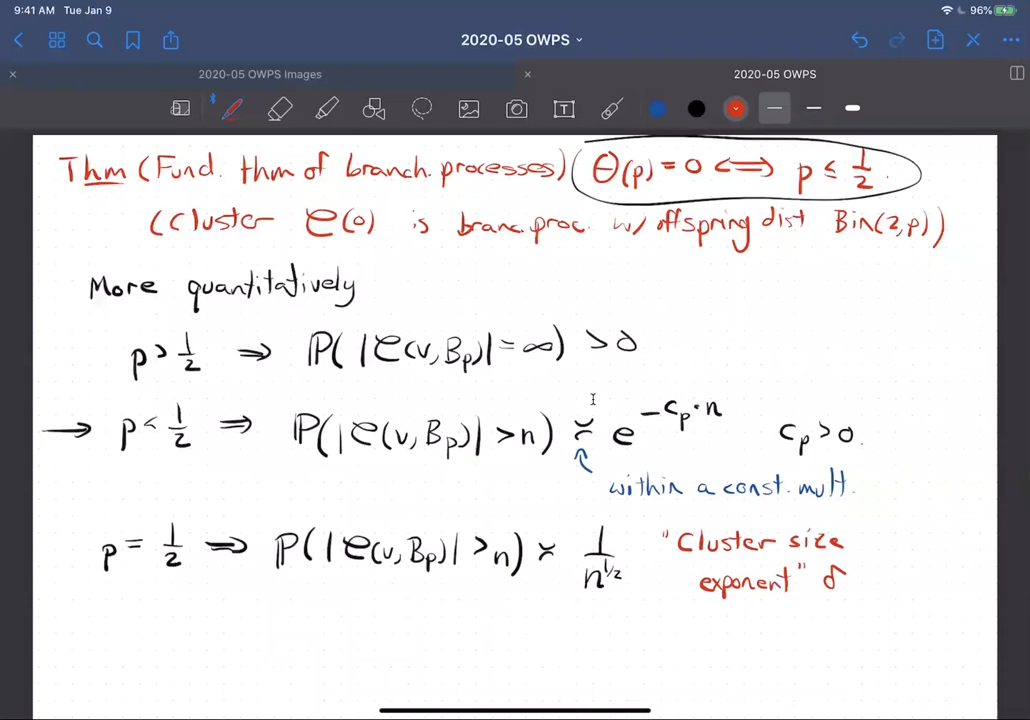 9:41 AM Tue Jan 9
96%
2020-05 OWPS
2020-05 OWPS Images
2020-05 OWPS
Thm (Fund. thm of branch. processes) Θ(p) = 0 <=> p ≤ 1/2.
(Cluster C(0) is branc. proc. w/ offspring dist Bin(2,p))
More quantitatively
p > 1/2 => P(|C(v, B_p)| = ∞) > 0
→ p < 1/2 => P(|C(v, B_p)| > n) ≍ e^{-c_p·n} c_p > 0.
within a const. mult.
p = 1/2 => P(|C(v, B_p)| > n) ≍ 1/n^{1/2} "Cluster size
exponent" δ